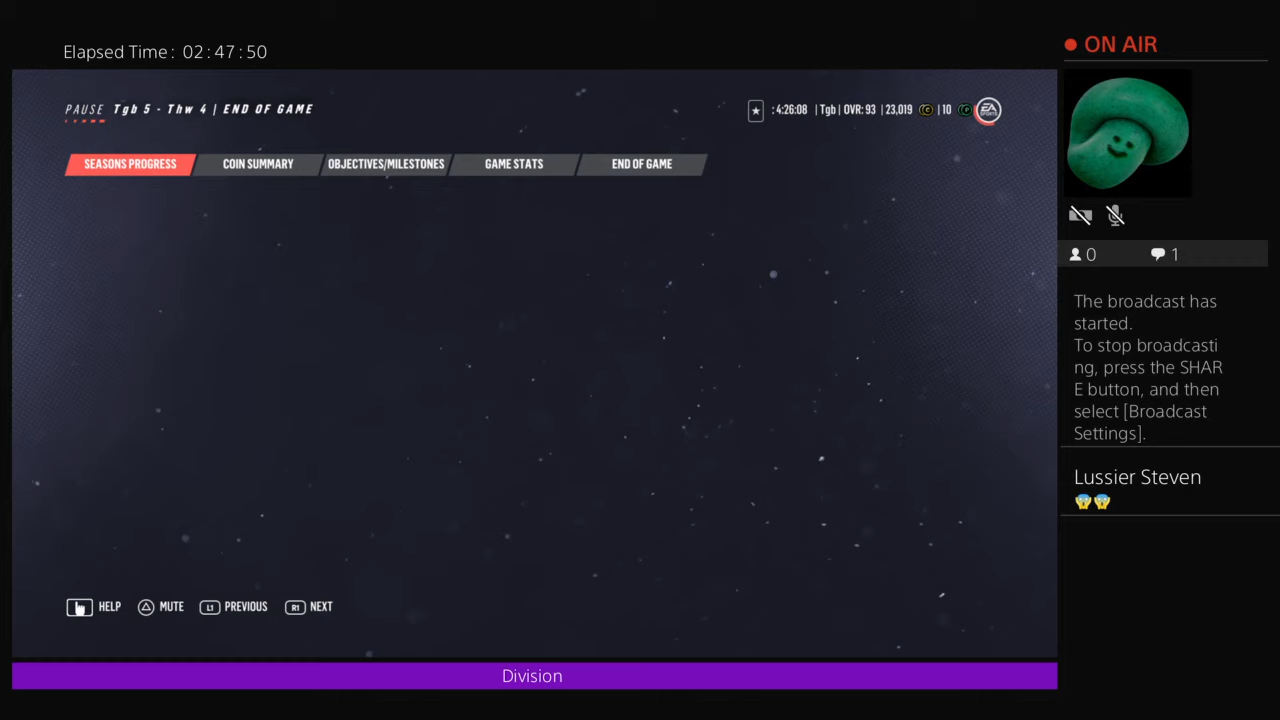 Elapsed Time: 02:47:50
ON AIR
PAUSE Tgb 5 - Thw 4 | END OF GAME
:4:26:08 | Tgb | OVR: 93 | 23,019 C | 10 P EA SPORTS
SEASONS PROGRESS COIN SUMMARY OBJECTIVES/MILESTONES GAME STATS END OF GAME
0 1
The broadcast has
started.
To stop broadcasti
ng, press the SHAR
E button, and then
select [Broadcast
Settings].
Lussier Steven
😱😱
HELP MUTE L1 PREVIOUS R1 NEXT
Division